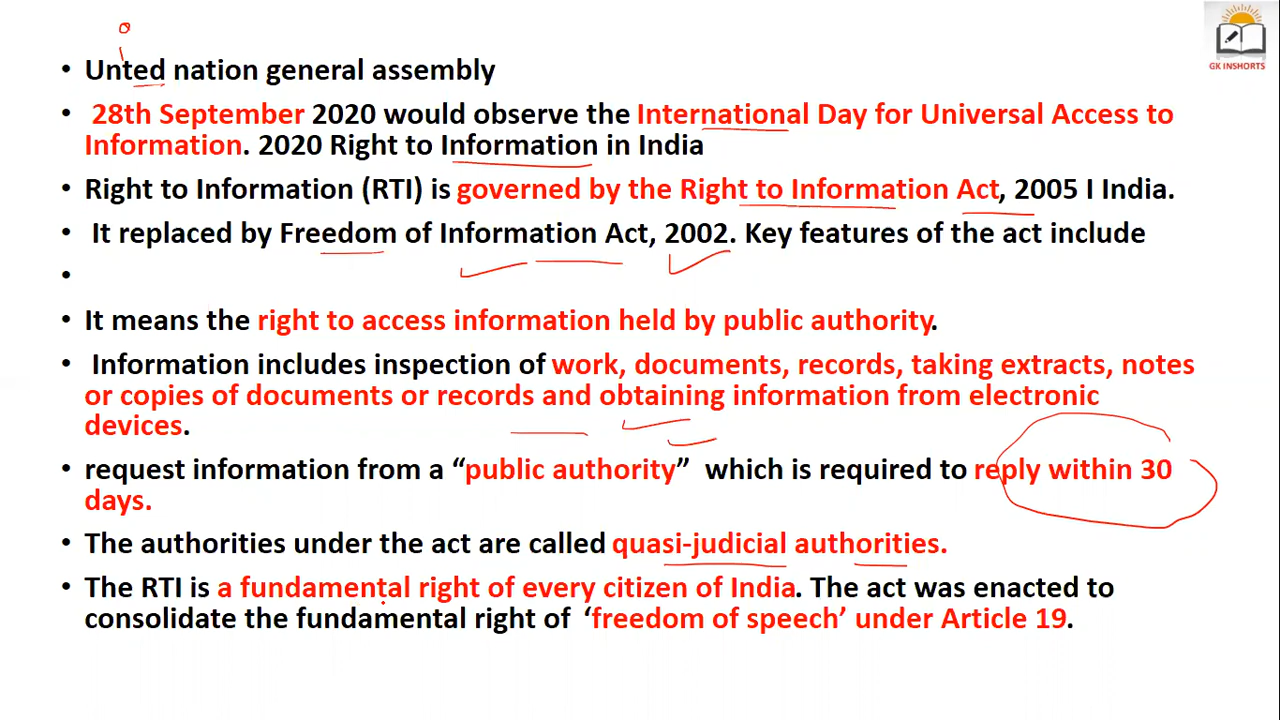 GK INSHORTS
• Unted nation general assembly
• 28th September 2020 would observe the International Day for Universal Access to
Information. 2020 Right to Information in India
• Right to Information (RTI) is governed by the Right to Information Act, 2005 I India.
• It replaced by Freedom of Information Act, 2002. Key features of the act include
•
• It means the right to access information held by public authority.
• Information includes inspection of work, documents, records, taking extracts, notes
or copies of documents or records and obtaining information from electronic
devices.
• request information from a “public authority” which is required to reply within 30
days.
• The authorities under the act are called quasi-judicial authorities.
• The RTI is a fundamental right of every citizen of India. The act was enacted to
consolidate the fundamental right of ‘freedom of speech’ under Article 19.